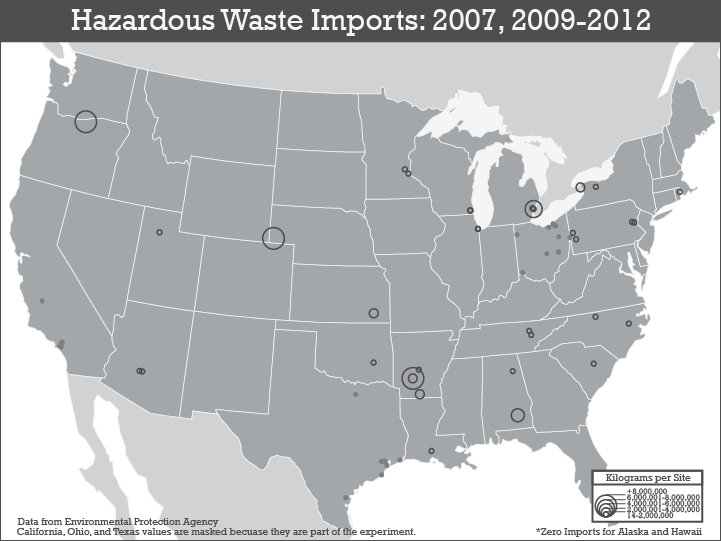 Hazardous Waste Imports: 2007, 2009-2012
Kilograms per Site
+8,000,000
6,000,001-8,000,000
4,000,001-6,000,000
2,000,001-4,000,000
14-2,000,000
Data from Environmental Protection Agency
California, Ohio, and Texas values are masked becuase they are part of the experiment.
*Zero Imports for Alaska and Hawaii